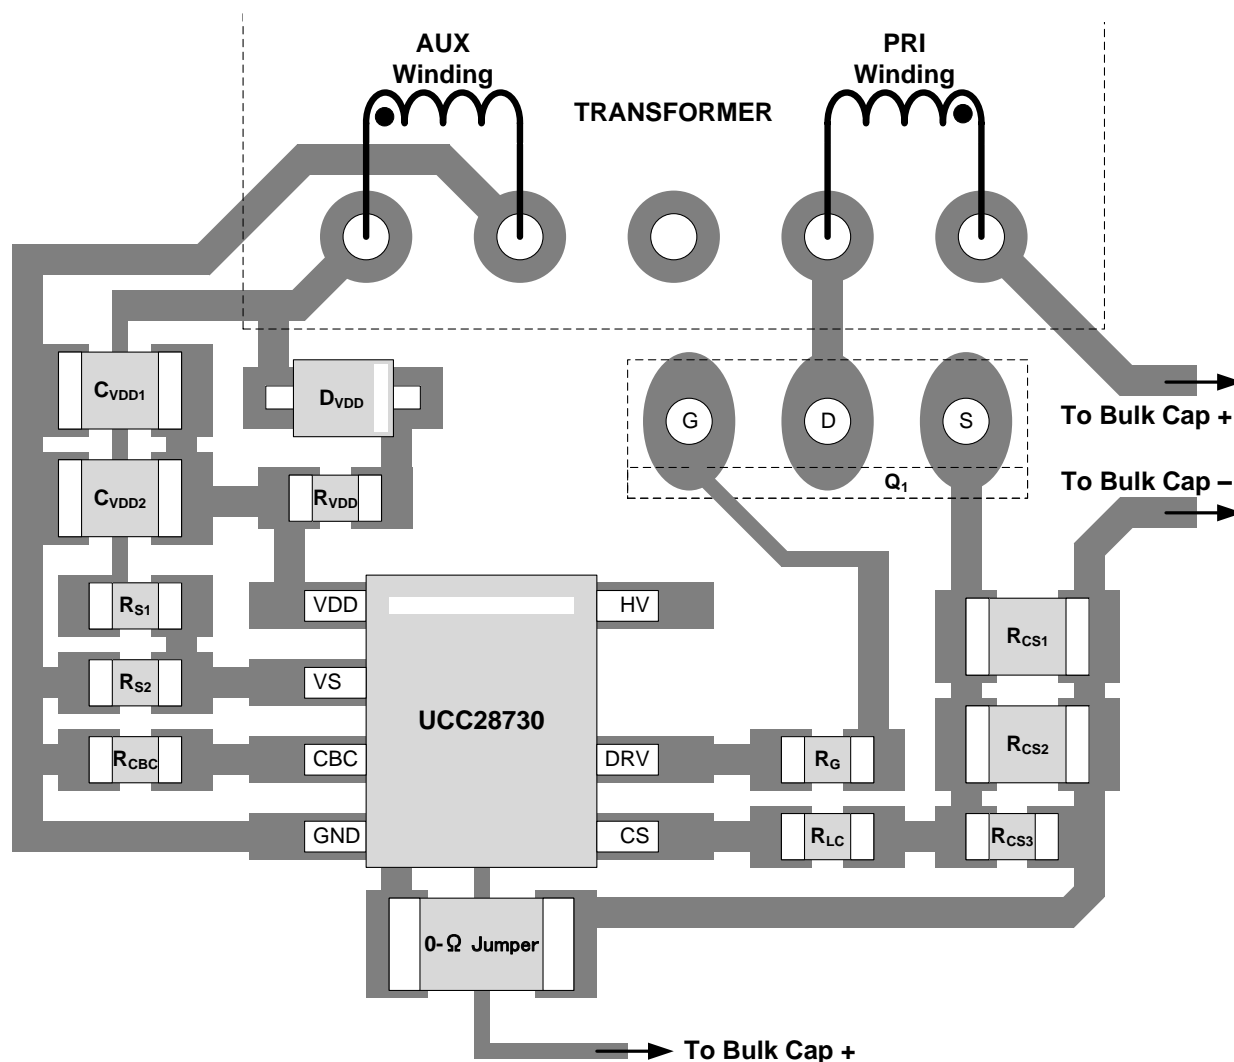 AUX
Winding
PRI
Winding
TRANSFORMER
To Bulk Cap +
To Bulk Cap –
G
D
S
Q1
CVDD1
DVDD
CVDD2
RVDD
RS1
VDD
HV
RCS1
RS2
VS
UCC28730
RCS2
RCBC
CBC
DRV
RG
GND
CS
RLC
RCS3
0-Ω Jumper
To Bulk Cap +